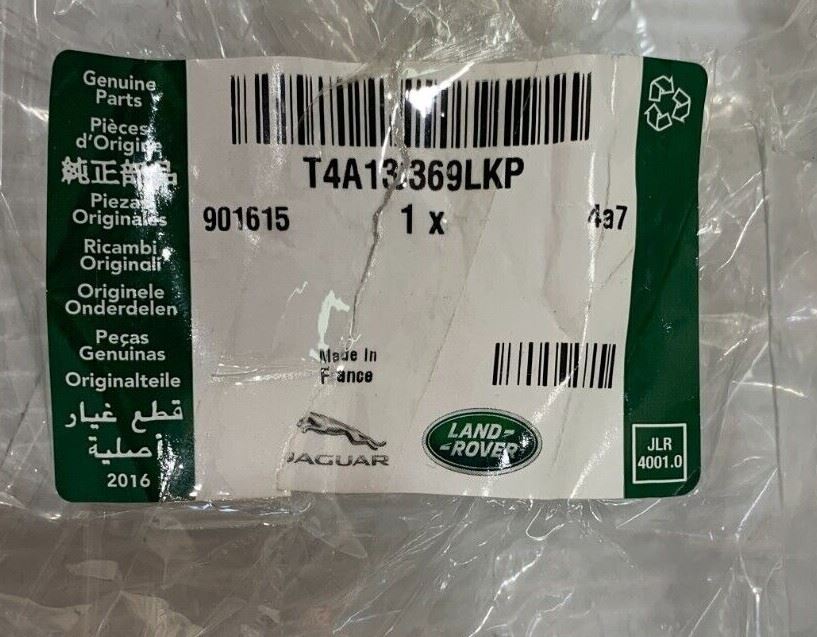 Genuine
Parts
Pièces
d'Origine
純正部品
Piezas
Originales
Ricambi
Originali
Originele
Onderdelen
Peças
Genuinas
Originalteile
قطع غيار
أصلية
2016
T4A13369LKP
901615 1 x 4a7
Made In
France
JAGUAR
LAND-
-ROVER
JLR
4001.0